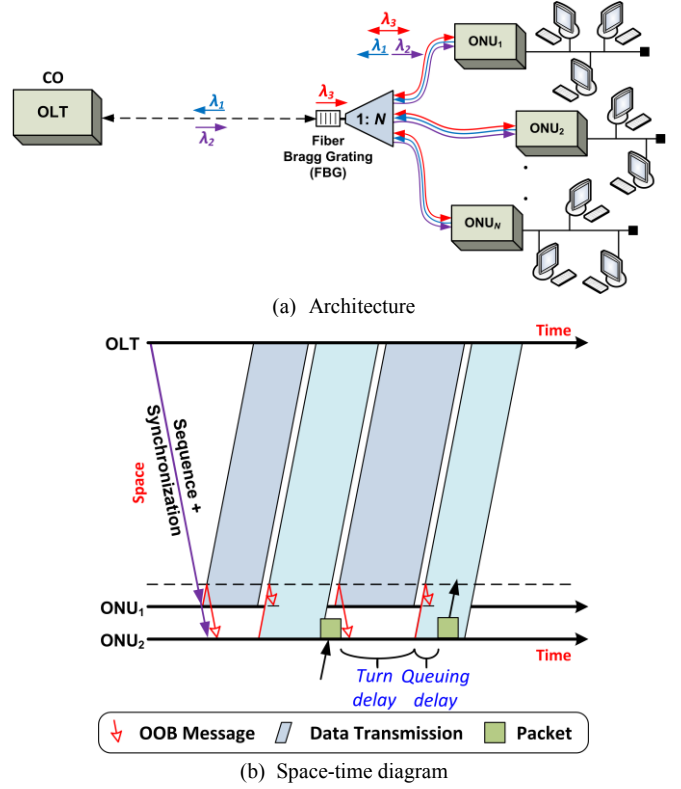 λ3
λ1 λ2
ONU1
CO
OLT
λ1
λ2
λ3
1: N
Fiber
Bragg Grating
(FBG)
ONU2
ONUN
(a) Architecture
OLT
Time
Space
Sequence +
Synchronization
ONU1
ONU2
Time
Turn Queuing
delay delay
OOB Message
Data Transmission
Packet
(b) Space-time diagram